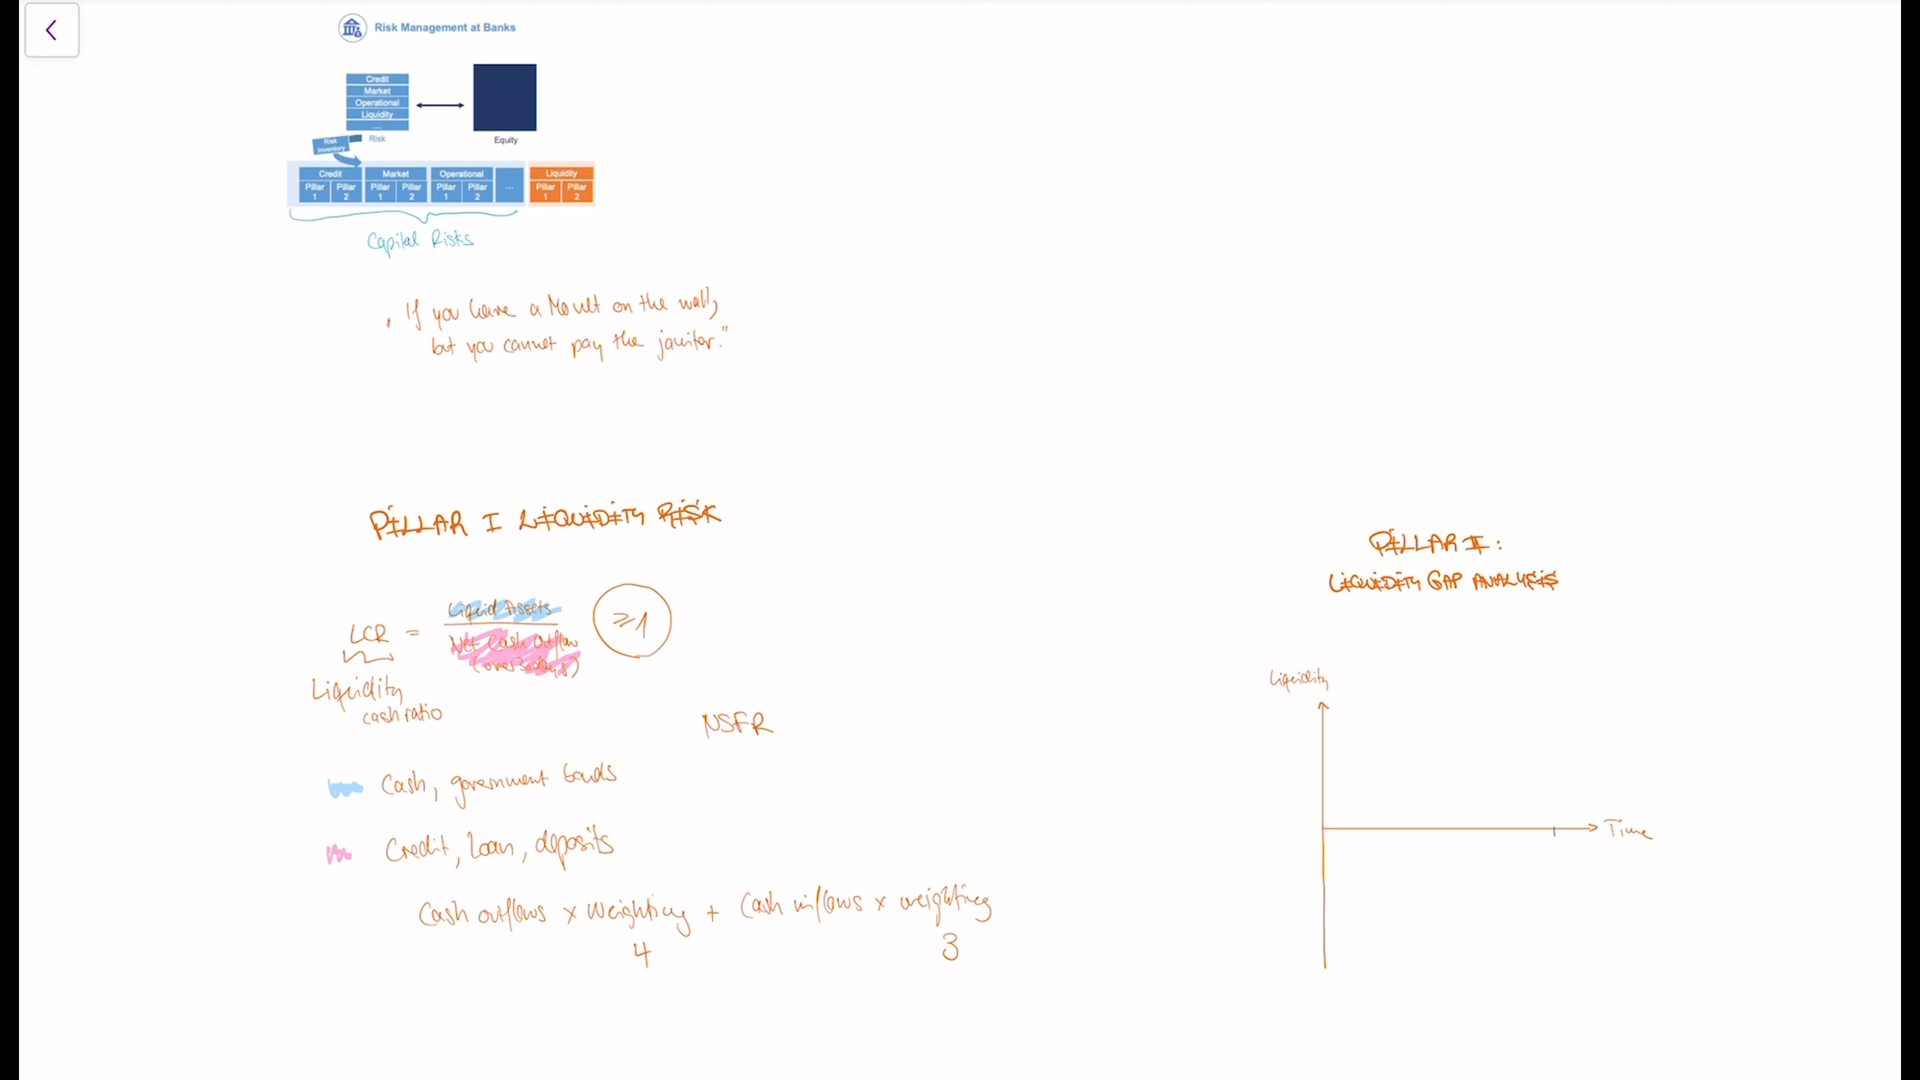 Risk Management at Banks
Credit
Market
Operational
Liquidity
....
Risk
Equity
Risk Inventory
Credit Market Operational Liquidity
Pillar 1 Pillar 2 Pillar 1 Pillar 2 Pillar 1 Pillar 2 ... Pillar 1 Pillar 2
Capital Risks
"If you have a Monet on the wall,
but you cannot pay the janitor."
PILLAR I LIQUIDITY RISK
LCR = Liquid Assets ≥1
Net Cash Outflow
(over 30 days)
Liquidity
cash ratio
NSFR
Cash, government bonds
Credit, Loan, deposits
Cash outflows x Weighting + Cash inflows x weighting
4 3
PILLAR II:
LIQUIDITY GAP ANALYSIS
Liquidity
Time